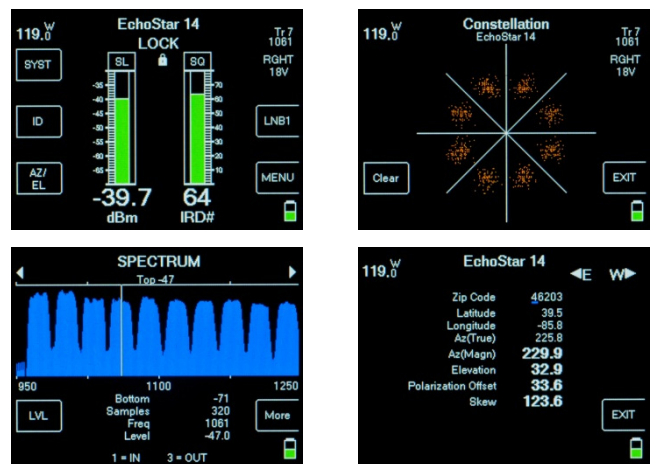 119.0 W
EchoStar 14
LOCK
Tr 7
1061
SYST
SL
SQ
RGHT
18V
-35
-40
-45
-50
-55
-60
-65
70
60
50
40
30
20
10
ID
LNB1
AZ/
EL
MENU
-39.7
64
dBm
IRD#
119.0 W
Constellation
EchoStar 14
Tr 7
1061
RGHT
18V
Clear
EXIT
SPECTRUM
Top -47
950
1100
1250
LVL
Bottom -71
Samples 320
Freq 1061
Level -47.0
More
1 = IN 3 = OUT
119.0 W
EchoStar 14
E W
Zip Code 46203
Latitude 39.5
Longitude -85.8
Az(True) 225.8
Az(Magn) 229.9
Elevation 32.9
Polarization Offset 33.6
Skew 123.6
EXIT